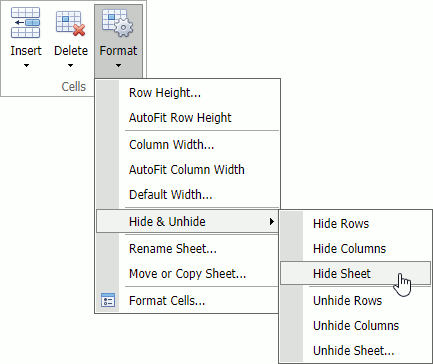 Insert Delete Format
Cells
Row Height...
AutoFit Row Height
Column Width...
AutoFit Column Width
Default Width...
Hide & Unhide
Rename Sheet...
Move or Copy Sheet...
Format Cells...
Hide Rows
Hide Columns
Hide Sheet
Unhide Rows
Unhide Columns
Unhide Sheet...